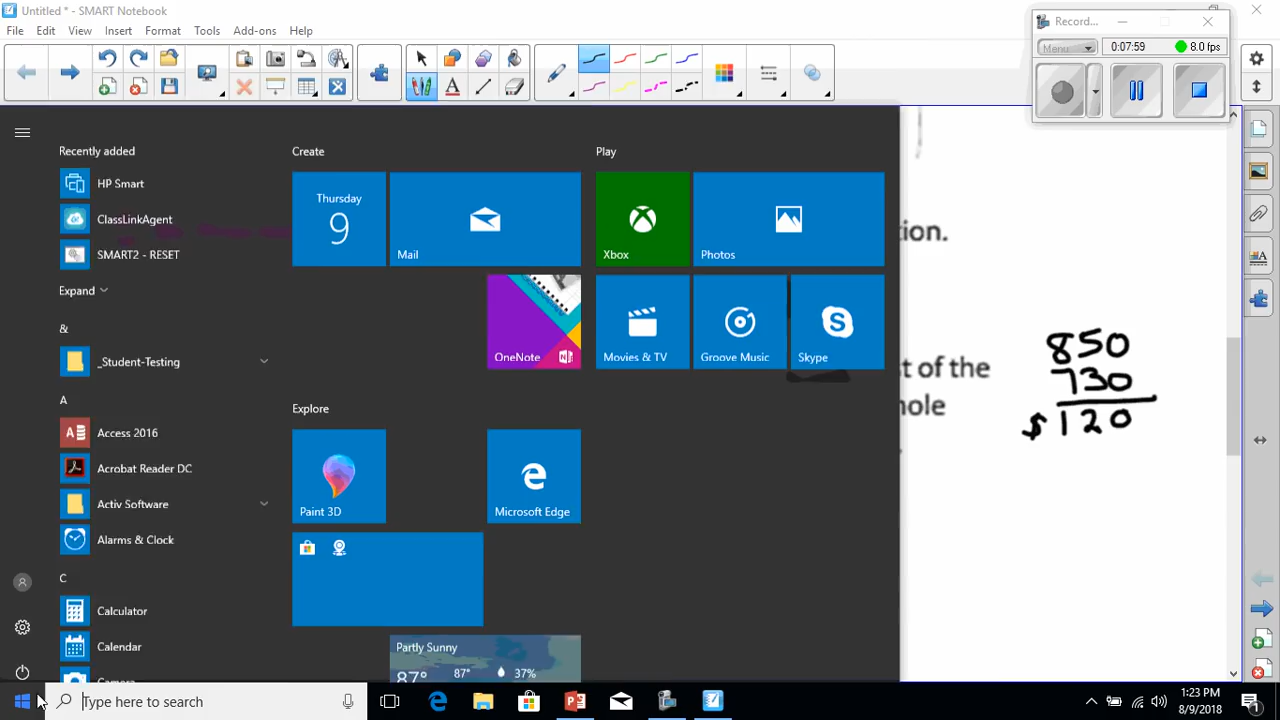 Untitled * - SMART Notebook
File Edit View Insert Format Tools Add-ons Help
Record...
Menu
0:07:59 8.0 fps
Recently added
HP Smart
ClassLinkAgent
SMART2 - RESET
Expand
&
_Student-Testing
A
Access 2016
Acrobat Reader DC
Activ Software
Alarms & Clock
C
Calculator
Calendar
Create
Thursday
9
Mail
OneNote
Explore
Paint 3D
Microsoft Edge
Partly Sunny
87° 87° 37%
Play
Xbox
Photos
Movies & TV
Groove Music
Skype
tion.
t of the
hole
850
730
$120
Type here to search
1:23 PM
8/9/2018
1